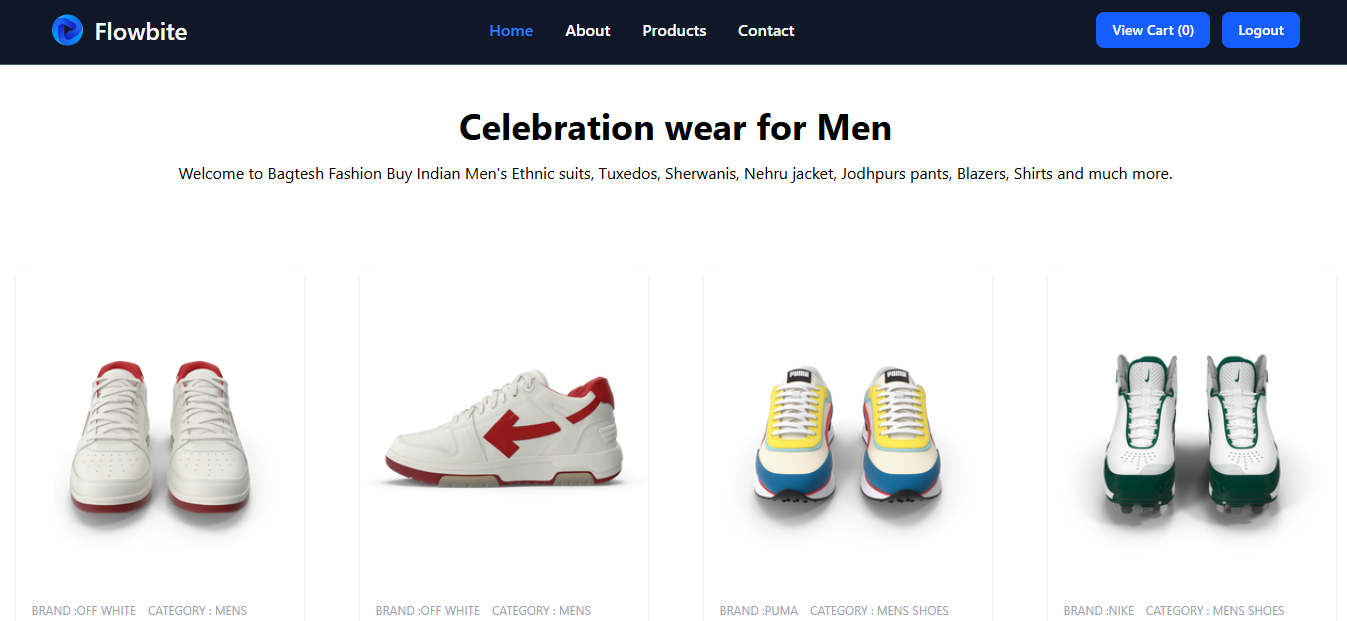 Flowbite Home About Products Contact View Cart (0) Logout
Celebration wear for Men
Welcome to Bagtesh Fashion Buy Indian Men's Ethnic suits, Tuxedos, Sherwanis, Nehru jacket, Jodhpurs pants, Blazers, Shirts and much more.
PUMA PUMA
BRAND :OFF WHITE CATEGORY : MENS
BRAND :OFF WHITE CATEGORY : MENS
BRAND :PUMA CATEGORY : MENS SHOES
BRAND :NIKE CATEGORY : MENS SHOES